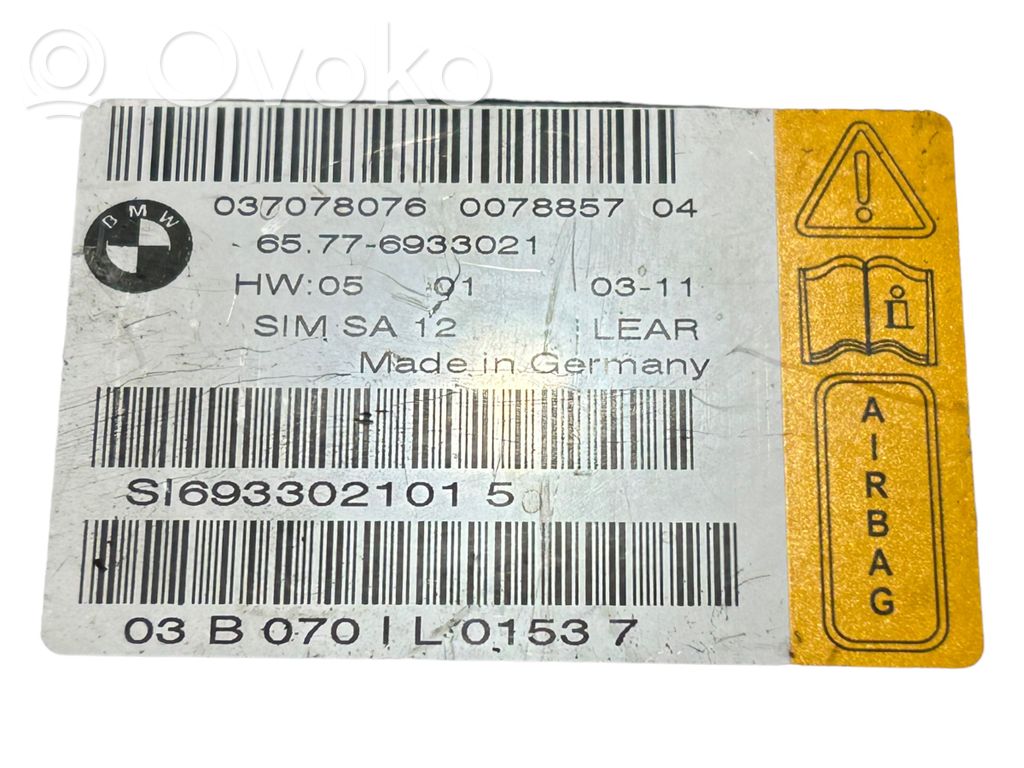 Ovoko
BMW
037078076 0078857 04
65.77-6933021
HW:05 01 03-11
SIM SA 12 LEAR
Made in Germany
SI693302101 5
03 B 070 I L 0153 7
AIRBAG